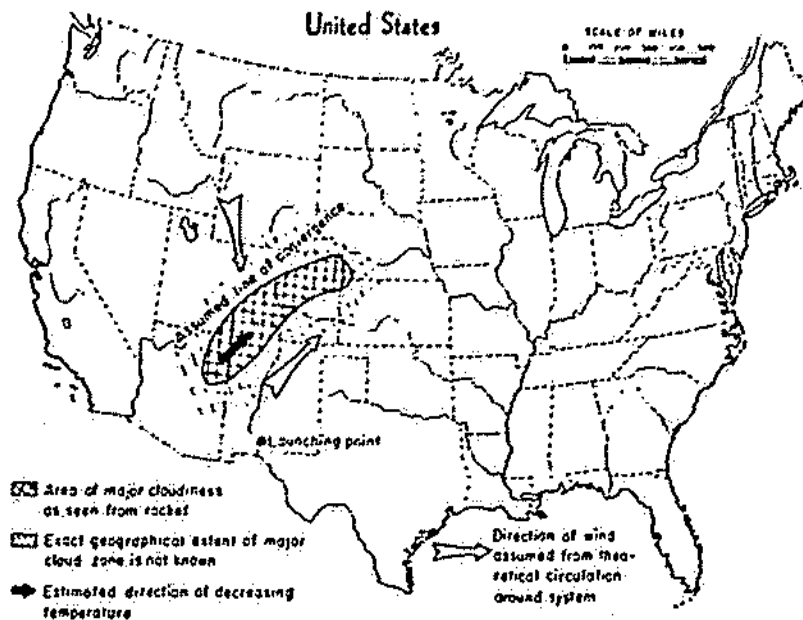 United States
SCALE OF MILES
Assumed line of convergence
Launching point
Area of major cloudiness
as seen from rocket
Exact geographical extent of major
cloud zone is not known
Estimated direction of decreasing
temperature
Direction of wind
assumed from theo-
retical circulation
around system